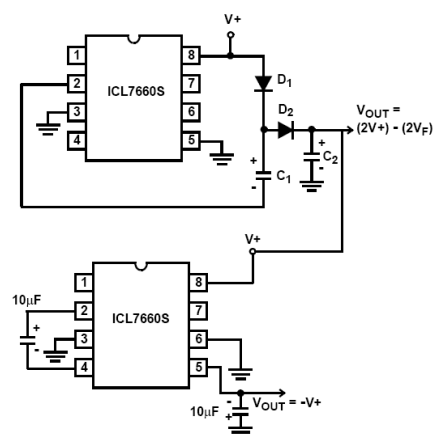 V+
1
8
D1
2
ICL7660S
7
D2
VOUT =
(2V+) - (2VF)
3
6
4
5
+
-
C1
+
-
C2
V+
1
8
10μF
2
ICL7660S
7
+
-
3
6
4
5
-
+
10μF
VOUT = -V+